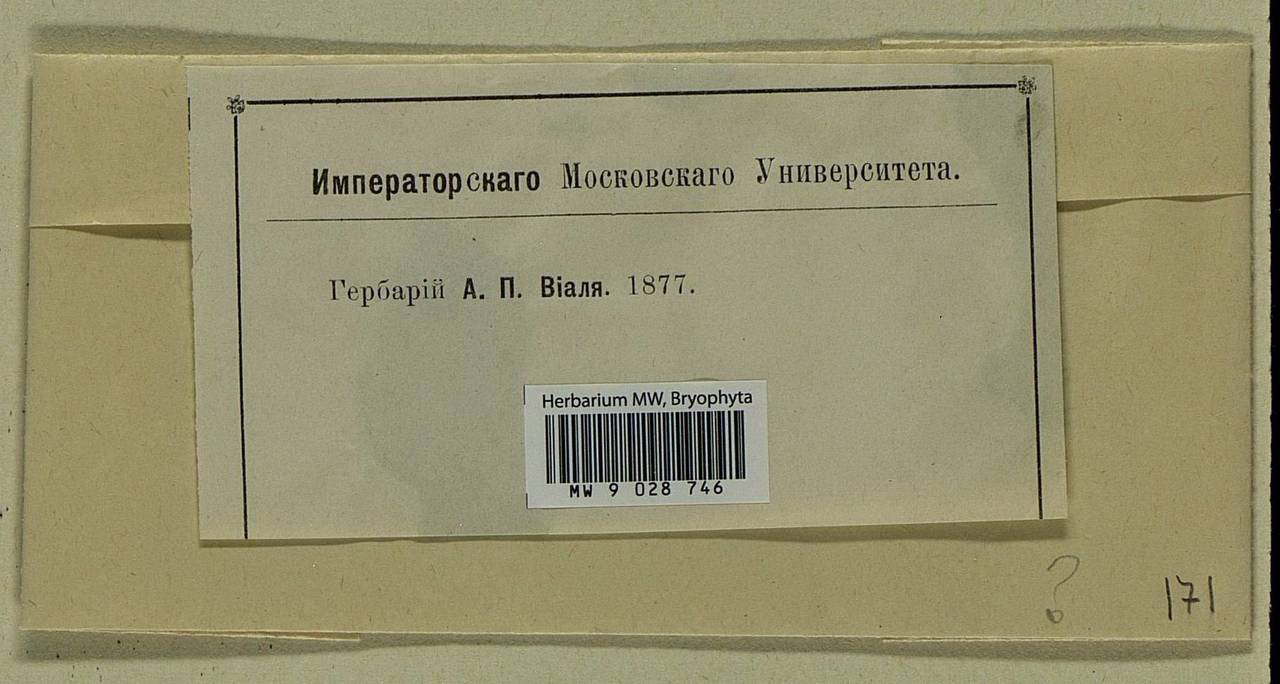 Императорскаго Московскаго Университета.
Гербарій А. П. Віаля. 1877.
Herbarium MW, Bryophyta
MW 9 028 746
?
171